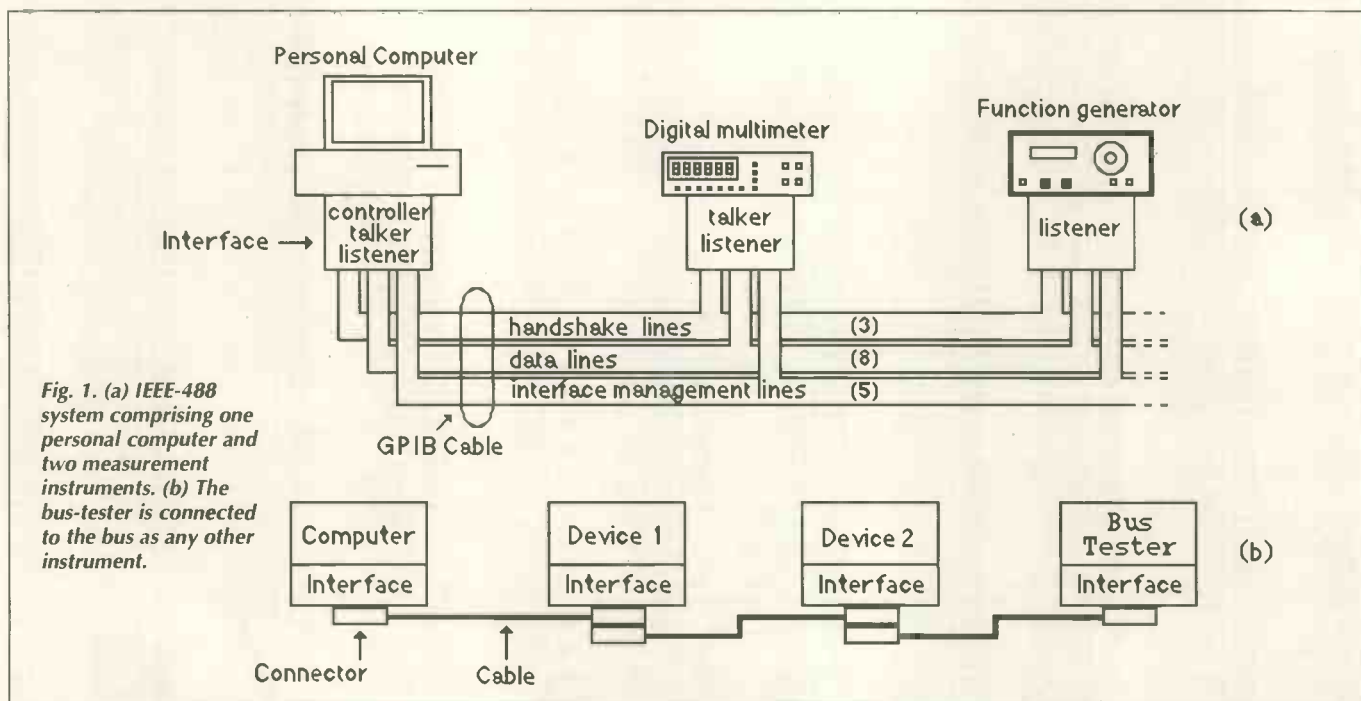 Personal Computer
Digital multimeter
Function generator
888888
Interface
controller
talker
listener
talker
listener
listener
(a)
handshake lines
(3)
data lines
(8)
interface management lines
(5)
GPIB Cable
Fig. 1. (a) IEEE-488
system comprising one
personal computer and
two measurement
instruments. (b) The
bus-tester is connected
to the bus as any other
instrument.
Computer
Interface
Device 1
Interface
Device 2
Interface
Bus
Tester
Interface
(b)
Connector
Cable